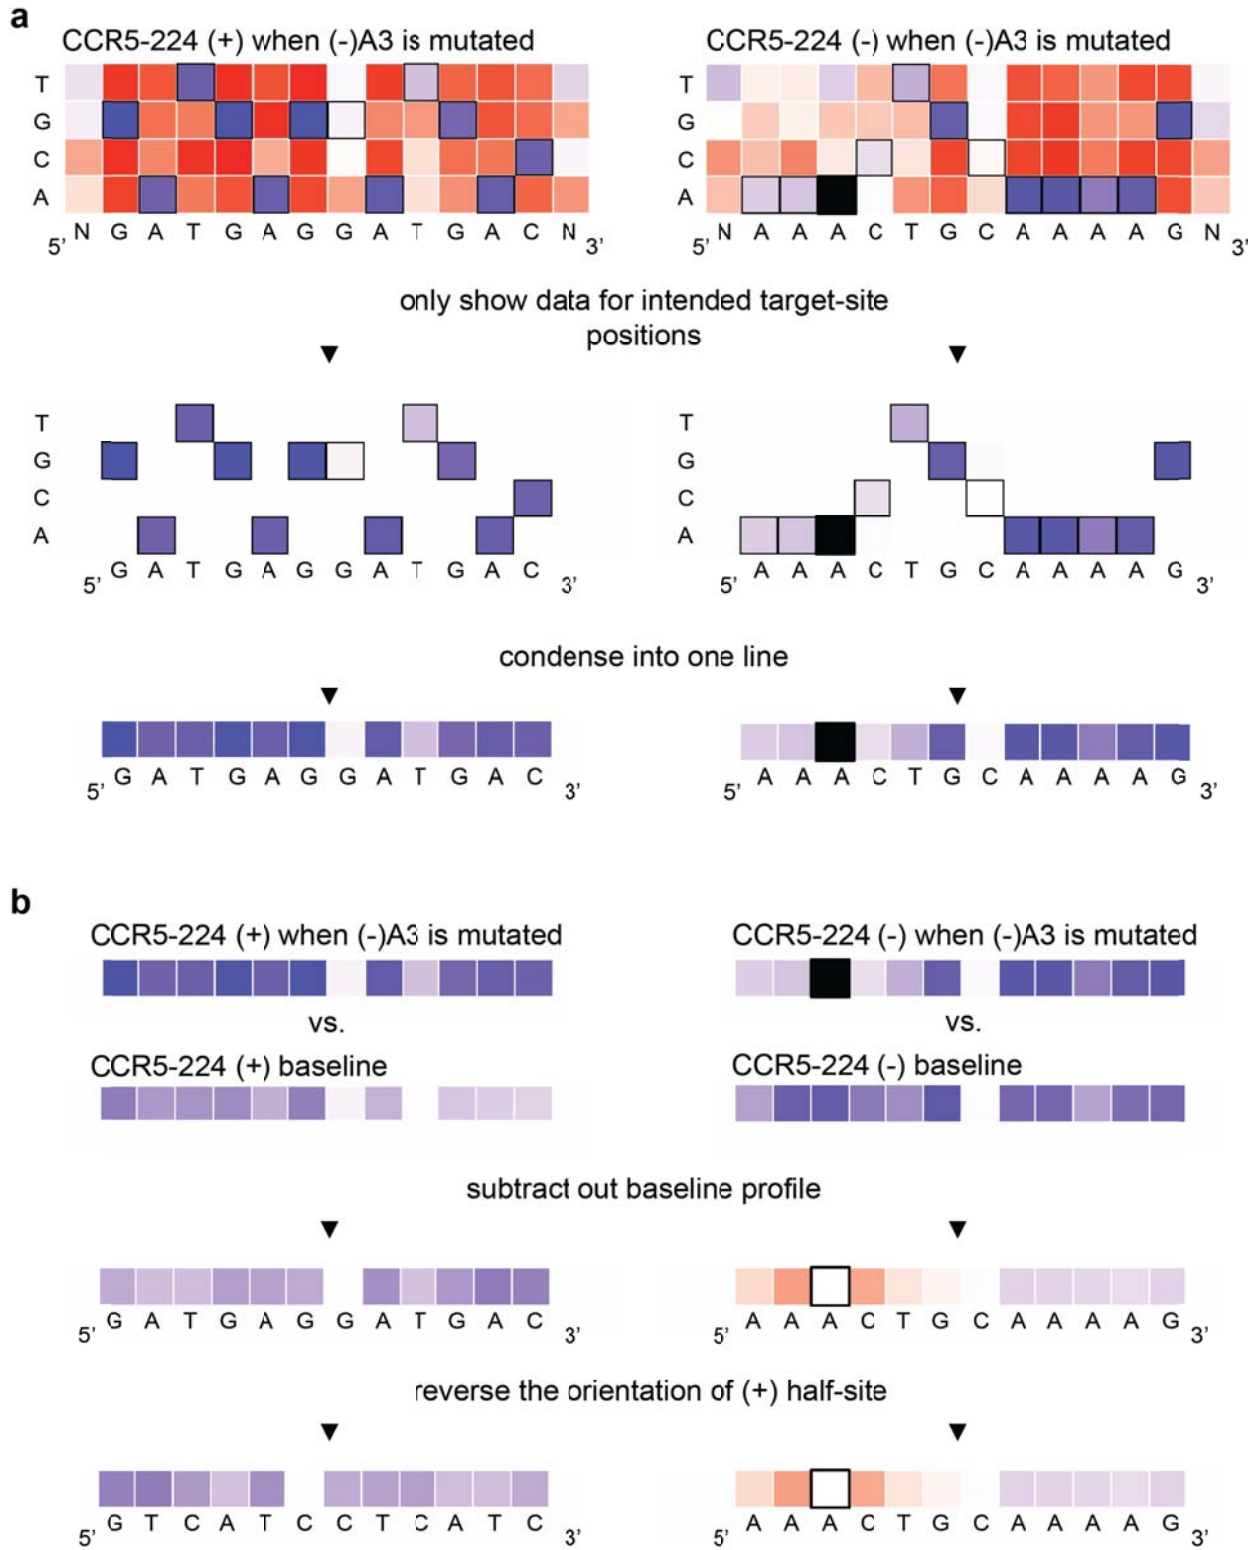 a
CCR5-224 (+) when (-)A3 is mutated
CCR5-224 (-) when (-)A3 is mutated
T
G
C
A
5' N G A T G A G G A T G A C N 3'
T
G
C
A
5' N A A A C T G C A A A A G N 3'
only show data for intended target-site
positions
T
G
C
A
5' G A T G A G G A T G A C 3'
T
G
C
A
5' A A A C T G C A A A A G 3'
condense into one line
5' G A T G A G G A T G A C 3'
5' A A A C T G C A A A A G 3'
b
CCR5-224 (+) when (-)A3 is mutated
CCR5-224 (-) when (-)A3 is mutated
vs.
vs.
CCR5-224 (+) baseline
CCR5-224 (-) baseline
subtract out baseline profile
5' G A T G A G G A T G A C 3'
5' A A A C T G C A A A A G 3'
reverse the orientation of (+) half-site
5' G T C A T C C T C A T C 3'
5' A A A C T G C A A A A G 3'